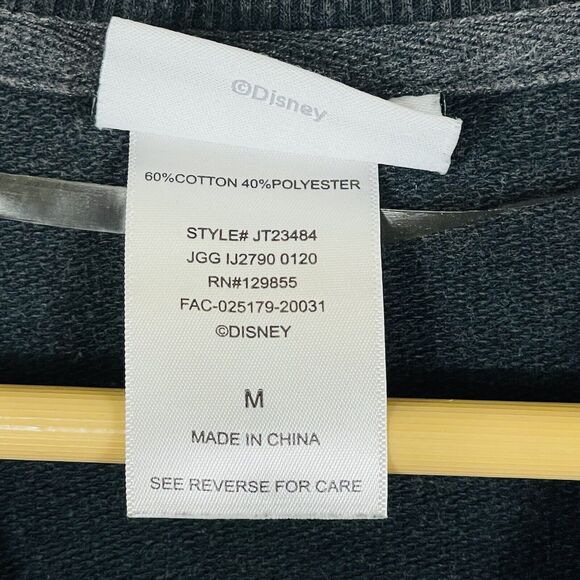 ©Disney
60%COTTON 40%POLYESTER
STYLE# JT23484
JGG IJ2790 0120
RN#129855
FAC-025179-20031
©DISNEY
M
MADE IN CHINA
SEE REVERSE FOR CARE